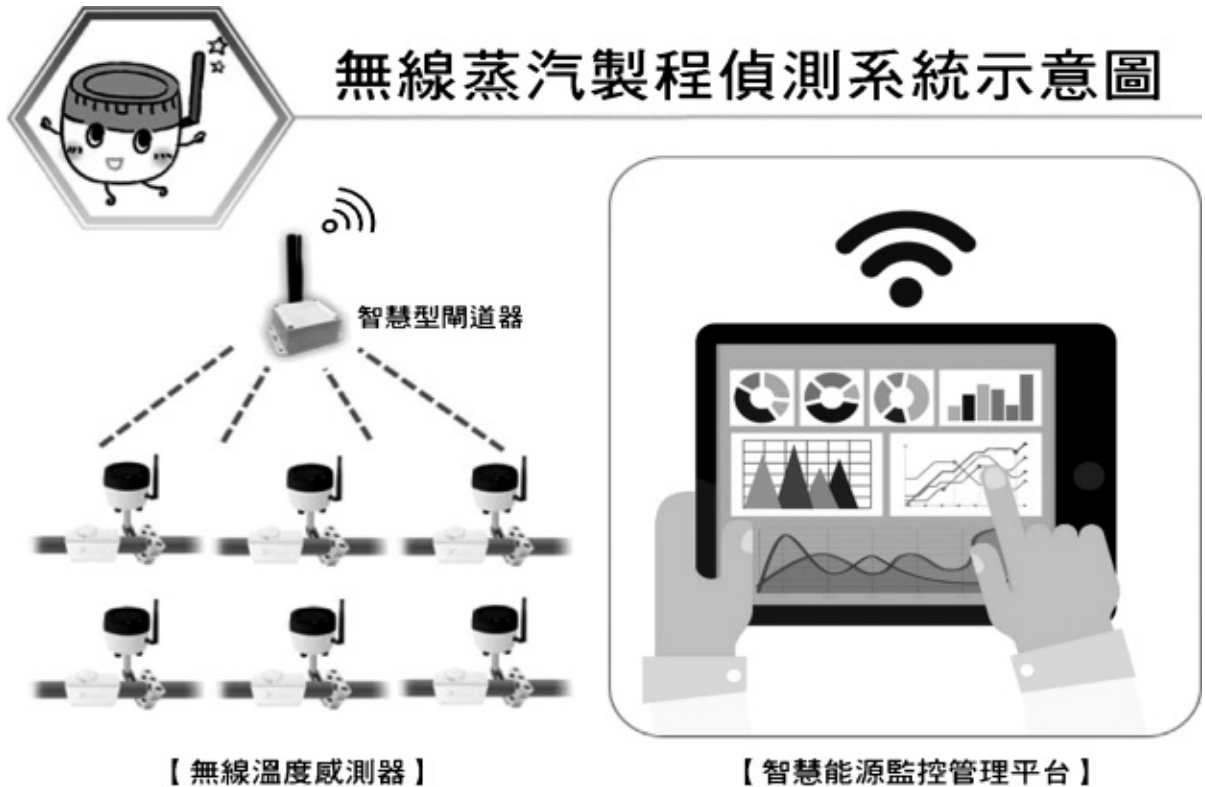 無線蒸汽製程偵測系統示意圖
智慧型閘道器
【無線溫度感測器】
【智慧能源監控管理平台】